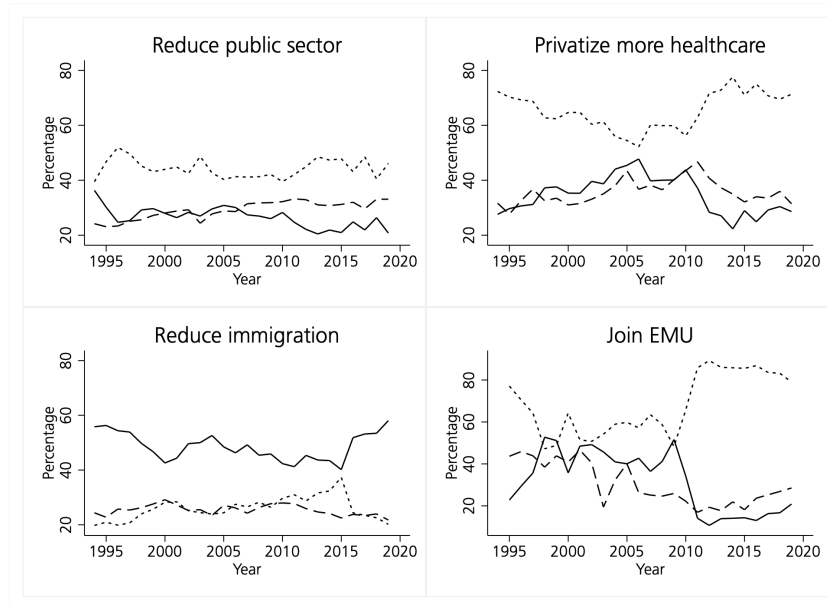 Reduce public sector
Percentage
80
60
40
20
1995 2000 2005 2010 2015 2020
Year
Privatize more healthcare
Percentage
80
60
40
20
1995 2000 2005 2010 2015 2020
Year
Reduce immigration
Percentage
80
60
40
20
1995 2000 2005 2010 2015 2020
Year
Join EMU
Percentage
80
60
40
20
1995 2000 2005 2010 2015 2020
Year